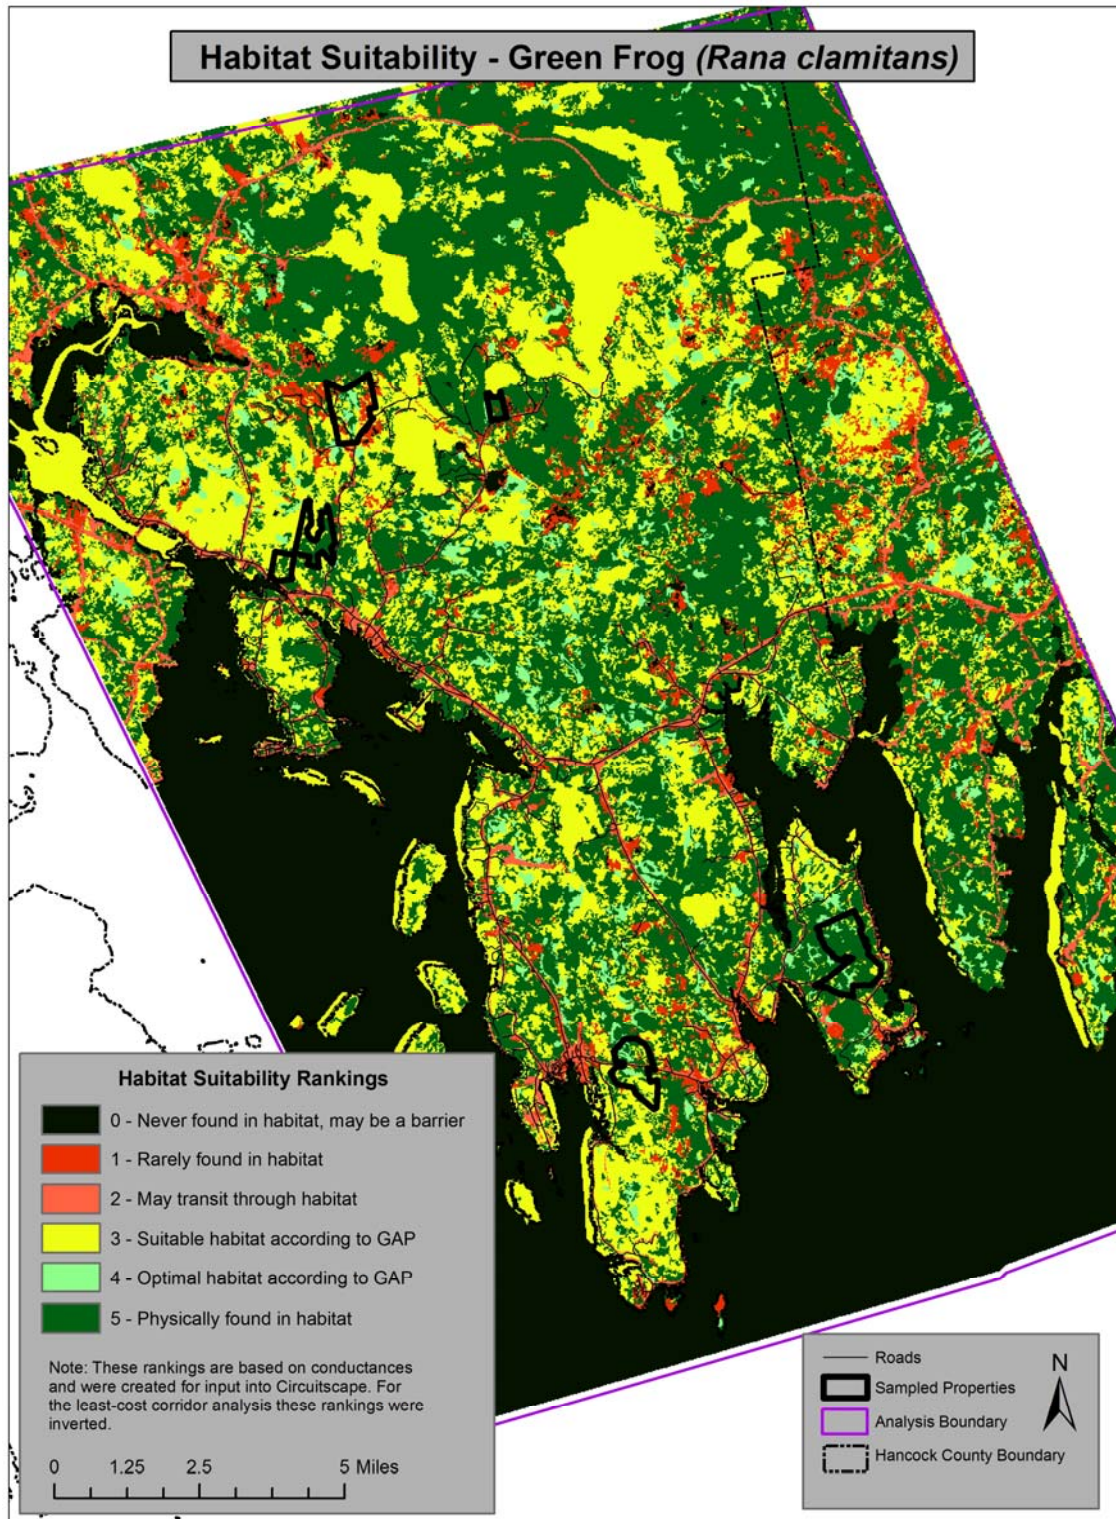 Habitat Suitability - Green Frog (Rana clamitans)
Habitat Suitability Rankings
0 - Never found in habitat, may be a barrier
1 - Rarely found in habitat
2 - May transit through habitat
3 - Suitable habitat according to GAP
4 - Optimal habitat according to GAP
5 - Physically found in habitat
Note: These rankings are based on conductances
and were created for input into Circuitscape. For
the least-cost corridor analysis these rankings were
inverted.
0 1.25 2.5 5 Miles
Roads
N
Sampled Properties
Analysis Boundary
Hancock County Boundary